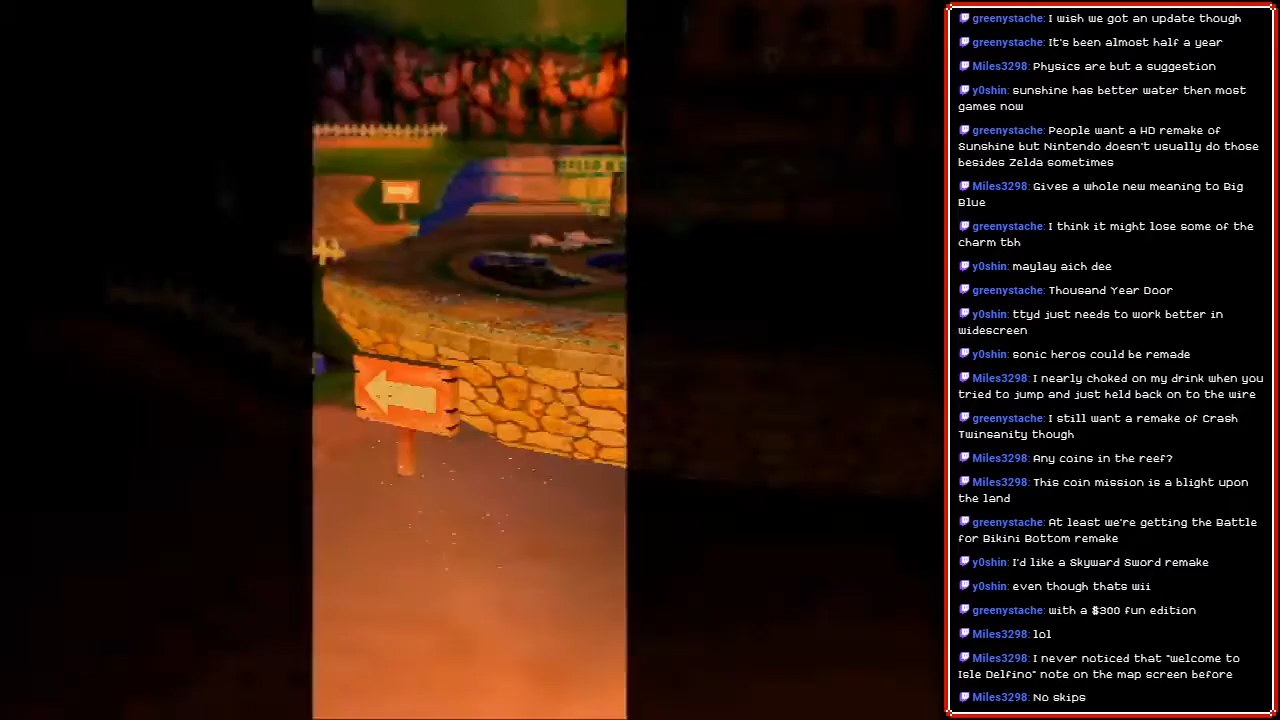 greenystache: I wish we got an update though
greenystache: It's been almost half a year
Miles3298: Physics are but a suggestion
y0shin: sunshine has better water then most
games now
greenystache: People want a HD remake of
Sunshine but Nintendo doesn't usually do those
besides Zelda sometimes
Miles3298: Gives a whole new meaning to Big
Blue
greenystache: I think it might lose some of the
charm tbh
y0shin: maylay aich dee
greenystache: Thousand Year Door
y0shin: ttyd just needs to work better in
widescreen
y0shin: sonic heros could be remade
Miles3298: I nearly choked on my drink when you
tried to jump and just held back on to the wire
greenystache: I still want a remake of Crash
Twinsanity though
Miles3298: Any coins in the reef?
Miles3298: This coin mission is a blight upon
the land
greenystache: At least we're getting the Battle
for Bikini Bottom remake
y0shin: I'd like a Skyward Sword remake
y0shin: even though thats wii
greenystache: with a $300 fun edition
Miles3298: lol
Miles3298: I never noticed that "welcome to
Isle Delfino" note on the map screen before
Miles3298: No skips